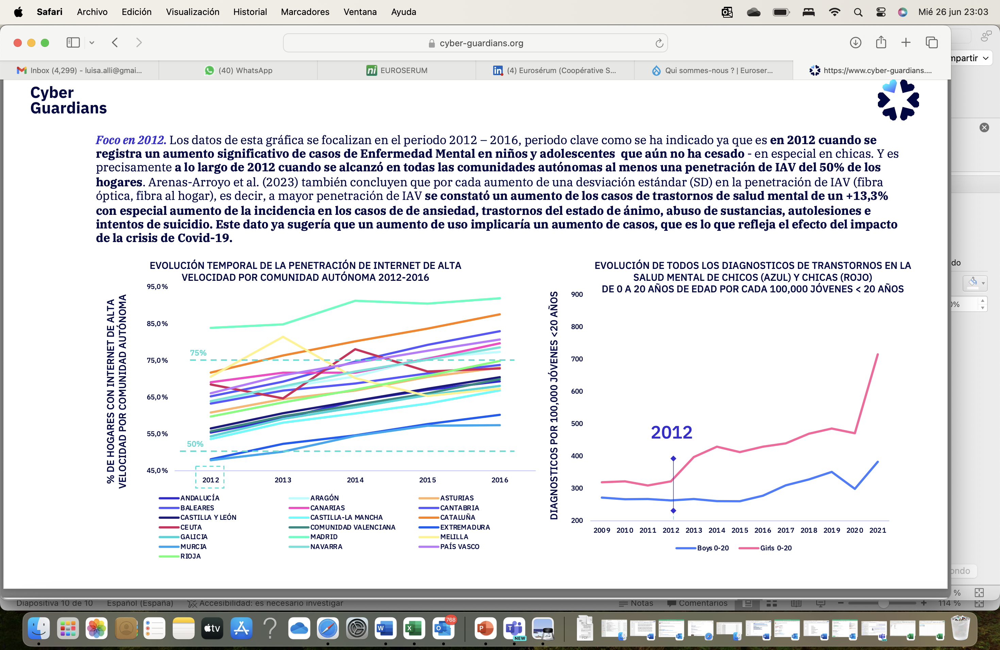 Safari Archivo Edición Visualización Historial Marcadores Ventana Ayuda
Mié 26 jun 23:03
cyber-guardians.org
mpartir
Inbox (4,299) - luisa.alli@gmai...
(40) WhatsApp
ni EUROSERUM
in (4) Eurosérum (Coopérative S...
Qui sommes-nous ? | Euroser...
https://www.cyber-guardians....
Cyber
Guardians
Foco en 2012. Los datos de esta gráfica se focalizan en el periodo 2012 – 2016, periodo clave como se ha indicado ya que es en 2012 cuando se
registra un aumento significativo de casos de Enfermedad Mental en niños y adolescentes que aún no ha cesado - en especial en chicas. Y es
precisamente a lo largo de 2012 cuando se alcanzó en todas las comunidades autónomas al menos una penetración de IAV del 50% de los
hogares. Arenas-Arroyo et al. (2023) también concluyen que por cada aumento de una desviación estándar (SD) en la penetración de IAV (fibra
óptica, fibra al hogar), es decir, a mayor penetración de IAV se constató un aumento de los casos de trastornos de salud mental de un +13,3%
con especial aumento de la incidencia en los casos de de ansiedad, trastornos del estado de ánimo, abuso de sustancias, autolesiones e
intentos de suicidio. Este dato ya sugería que un aumento de uso implicaría un aumento de casos, que es lo que refleja el efecto del impacto
de la crisis de Covid-19.
EVOLUCIÓN TEMPORAL DE LA PENETRACIÓN DE INTERNET DE ALTA
VELOCIDAD POR COMUNIDAD AUTÓNOMA 2012-2016
% DE HOGARES CON INTERNET DE ALTA
VELOCIDAD POR COMUNIDAD AUTÓNOMA
95,0%
85,0%
75%
75,0%
65,0%
55,0%
50%
45,0%
2012 2013 2014 2015 2016
ANDALUCÍA ARAGÓN ASTURIAS
BALEARES CANARIAS CANTABRIA
CASTILLA Y LEÓN CASTILLA-LA MANCHA CATALUÑA
CEUTA COMUNIDAD VALENCIANA EXTREMADURA
GALICIA MADRID MELILLA
MURCIA NAVARRA PAÍS VASCO
RIOJA
EVOLUCIÓN DE TODOS LOS DIAGNOSTICOS DE TRANSTORNOS EN LA
SALUD MENTAL DE CHICOS (AZUL) Y CHICAS (ROJO)
DE 0 A 20 AÑOS DE EDAD POR CADA 100,000 JÓVENES < 20 AÑOS
DIAGNOSTICOS POR 100,000 JÓVENES <20 AÑOS
900
800
700
600
500
400
300
200
2012
2009 2010 2011 2012 2013 2014 2015 2016 2017 2018 2019 2020 2021
Boys 0-20 Girls 0-20
do
0%
ondo
%
Diapositiva 10 de 10 Español (España) Accesibilidad: es necesario investigar
Notas Comentarios 114 %
tv
W
X
O
768
P
T
NEW
PDF